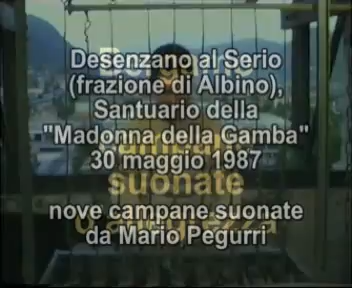 Desenzano al Serio
(frazione di Albino),
Santuario della
"Madonna della Gamba"
30 maggio 1987
suonate
nove campane suonate
da Mario Pegurri